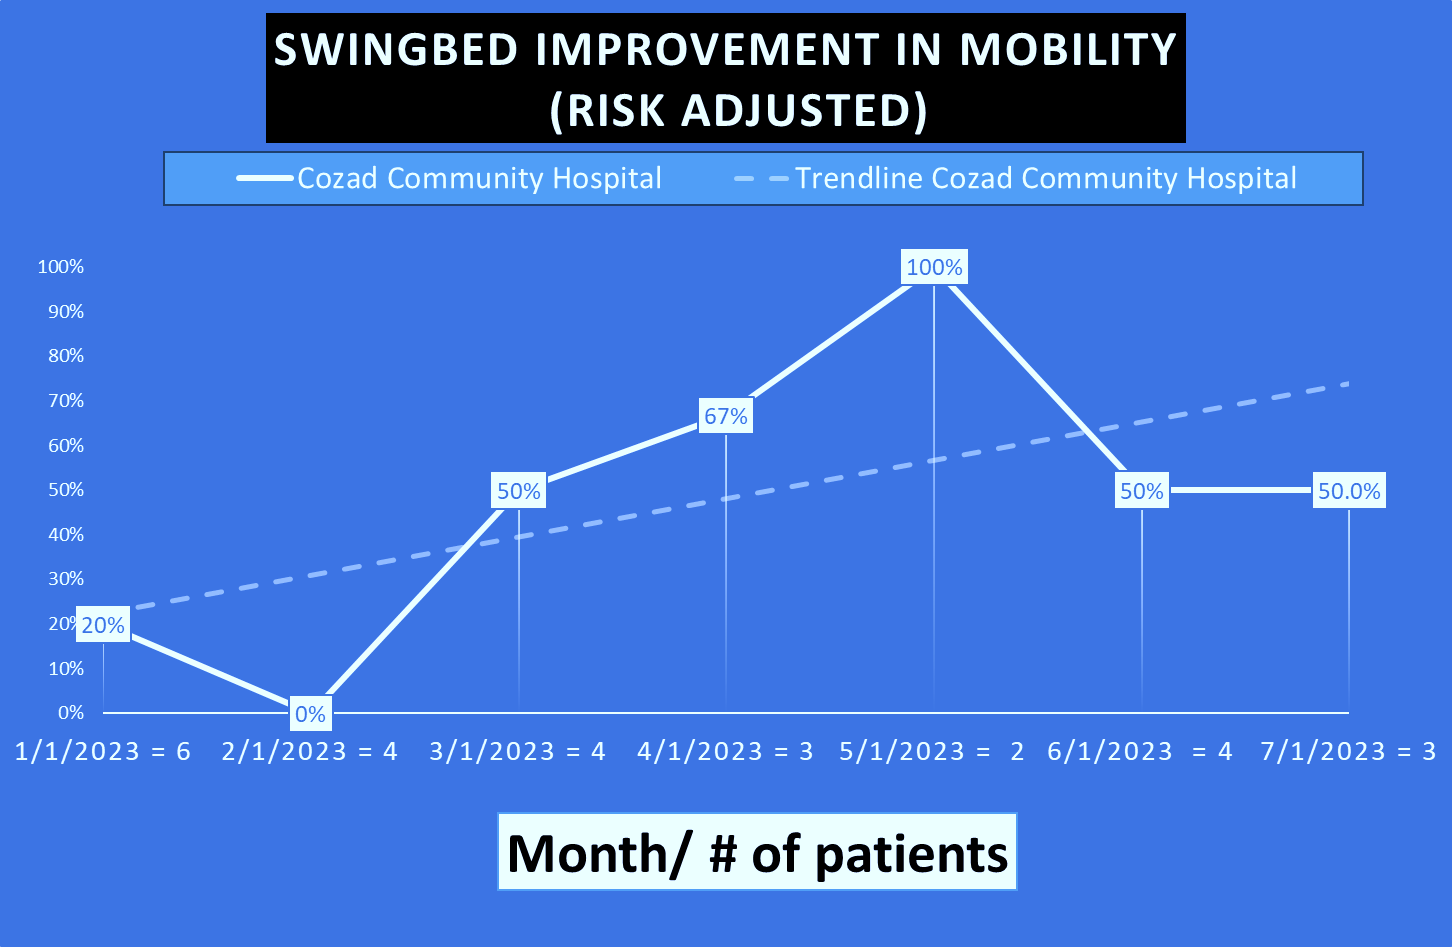 SWINGBED IMPROVEMENT IN MOBILITY
(RISK ADJUSTED)
Cozad Community Hospital
Trendline Cozad Community Hospital
100%
90%
80%
70%
60%
50%
40%
30%
20%
10%
0%
20%
0%
50%
67%
100%
50%
50.0%
1/1/2023 = 6
2/1/2023 = 4
3/1/2023 = 4
4/1/2023 = 3
5/1/2023 =  2
6/1/2023  = 4
7/1/2023 = 3
Month/ # of patients